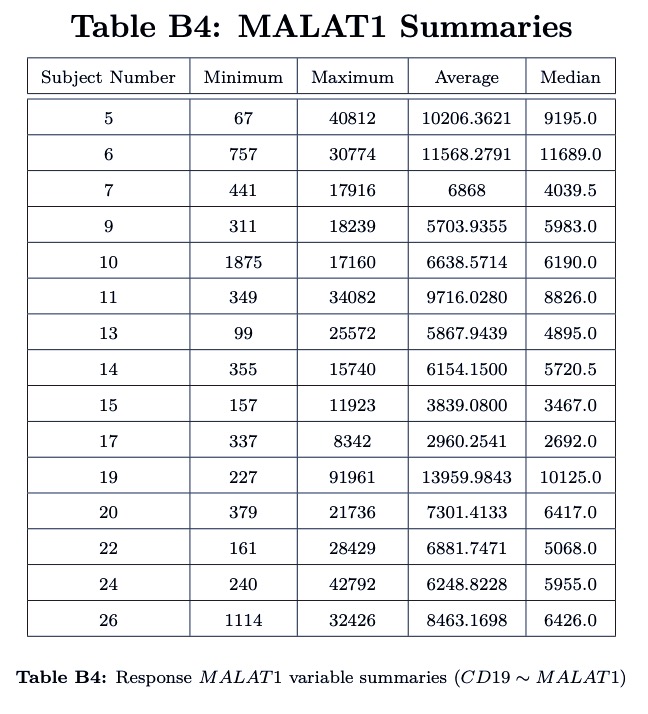 Table B4: MALAT1 Summaries
Subject Number Minimum Maximum Average Median
5 67 40812 10206.3621 9195.0
6 757 30774 11568.2791 11689.0
7 441 17916 6868 4039.5
9 311 18239 5703.9355 5983.0
10 1875 17160 6638.5714 6190.0
11 349 34082 9716.0280 8826.0
13 99 25572 5867.9439 4895.0
14 355 15740 6154.1500 5720.5
15 157 11923 3839.0800 3467.0
17 337 8342 2960.2541 2692.0
19 227 91961 13959.9843 10125.0
20 379 21736 7301.4133 6417.0
22 161 28429 6881.7471 5068.0
24 240 42792 6248.8228 5955.0
26 1114 32426 8463.1698 6426.0
Table B4: Response MALAT1 variable summaries (CD19 ∼ MALAT1)